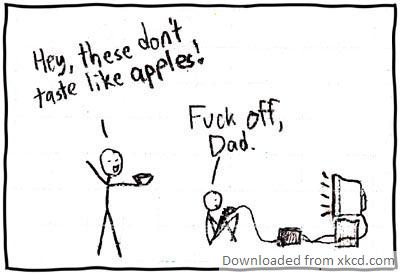 Hey, these don't
taste like apples!
Fuck off,
Dad.
Downloaded from xkcd.com